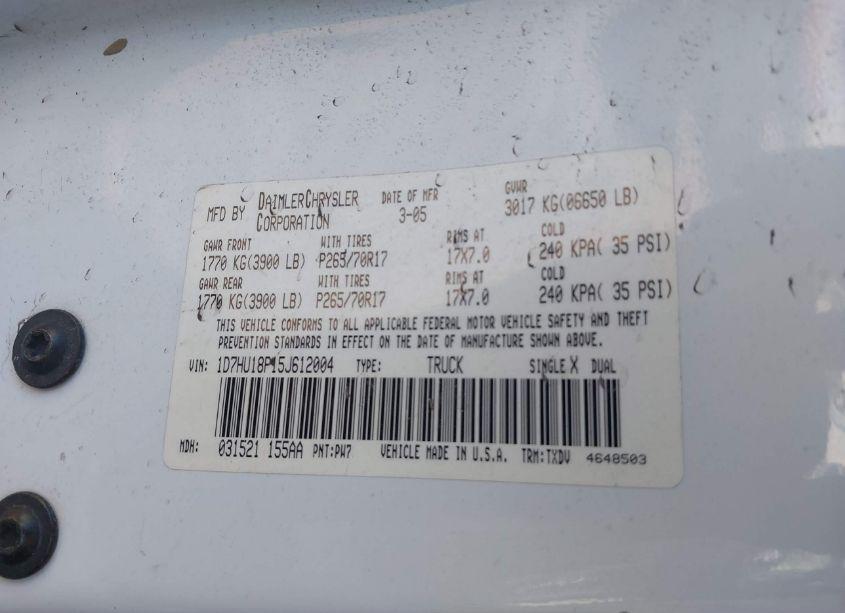 MFD BY DAIMLERCHRYSLER CORPORATION
DATE OF MFR 3-05
GVWR 3017 KG(06650 LB)
GAWR FRONT WITH TIRES RIMS AT COLD
1770 KG(3900 LB) P265/70R17 17X7.0 240 KPA( 35 PSI)
GAWR REAR WITH TIRES RIMS AT COLD
1770 KG(3900 LB) P265/70R17 17X7.0 240 KPA( 35 PSI)
THIS VEHICLE CONFORMS TO ALL APPLICABLE FEDERAL MOTOR VEHICLE SAFETY AND THEFT
PREVENTION STANDARDS IN EFFECT ON THE DATE OF MANUFACTURE SHOWN ABOVE.
VIN: 1D7HU18P15J612004 TYPE: TRUCK SINGLE X DUAL
MDH: 031521 155AA PNT:PW7 VEHICLE MADE IN U.S.A. TRM:TXDV 4648503